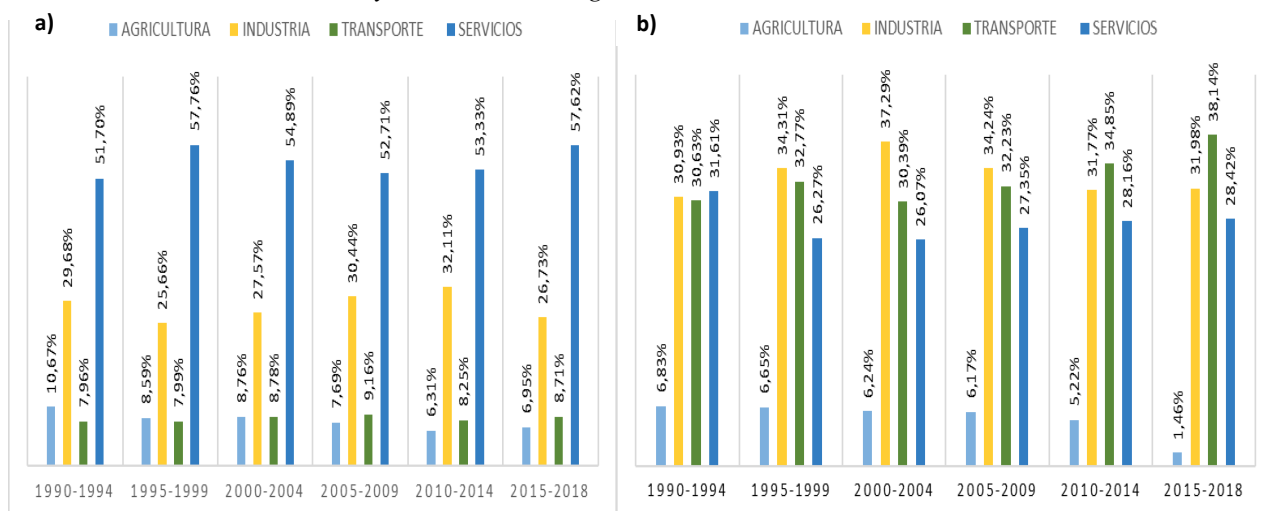 a)
AGRICULTURA INDUSTRIA TRANSPORTE SERVICIOS
10,67% 29,68% 7,96% 51,70%
8,59% 25,66% 7,99% 57,76%
8,76% 27,57% 8,78% 54,89%
7,69% 30,44% 9,16% 52,71%
6,31% 32,11% 8,25% 53,33%
6,95% 26,73% 8,71% 57,62%
1990-1994 1995-1999 2000-2004 2005-2009 2010-2014 2015-2018
b)
AGRICULTURA INDUSTRIA TRANSPORTE SERVICIOS
6,83% 30,93% 30,63% 31,61%
6,65% 34,31% 32,77% 26,27%
6,24% 37,29% 30,39% 26,07%
6,17% 34,24% 32,23% 27,35%
5,22% 31,77% 34,85% 28,16%
1,46% 31,98% 38,14% 28,42%
1990-1994 1995-1999 2000-2004 2005-2009 2010-2014 2015-2018